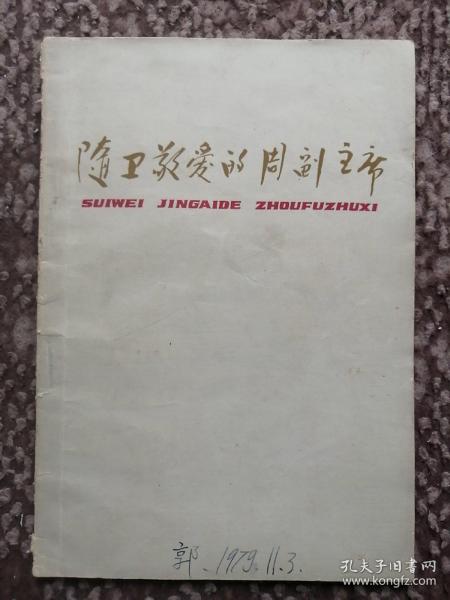 随卫敬爱的周副主席
SUIWEI JINGAIDE ZHOUFUZHUXI
郭.1979.11.3.
孔夫子旧书网
www.kongfz.com